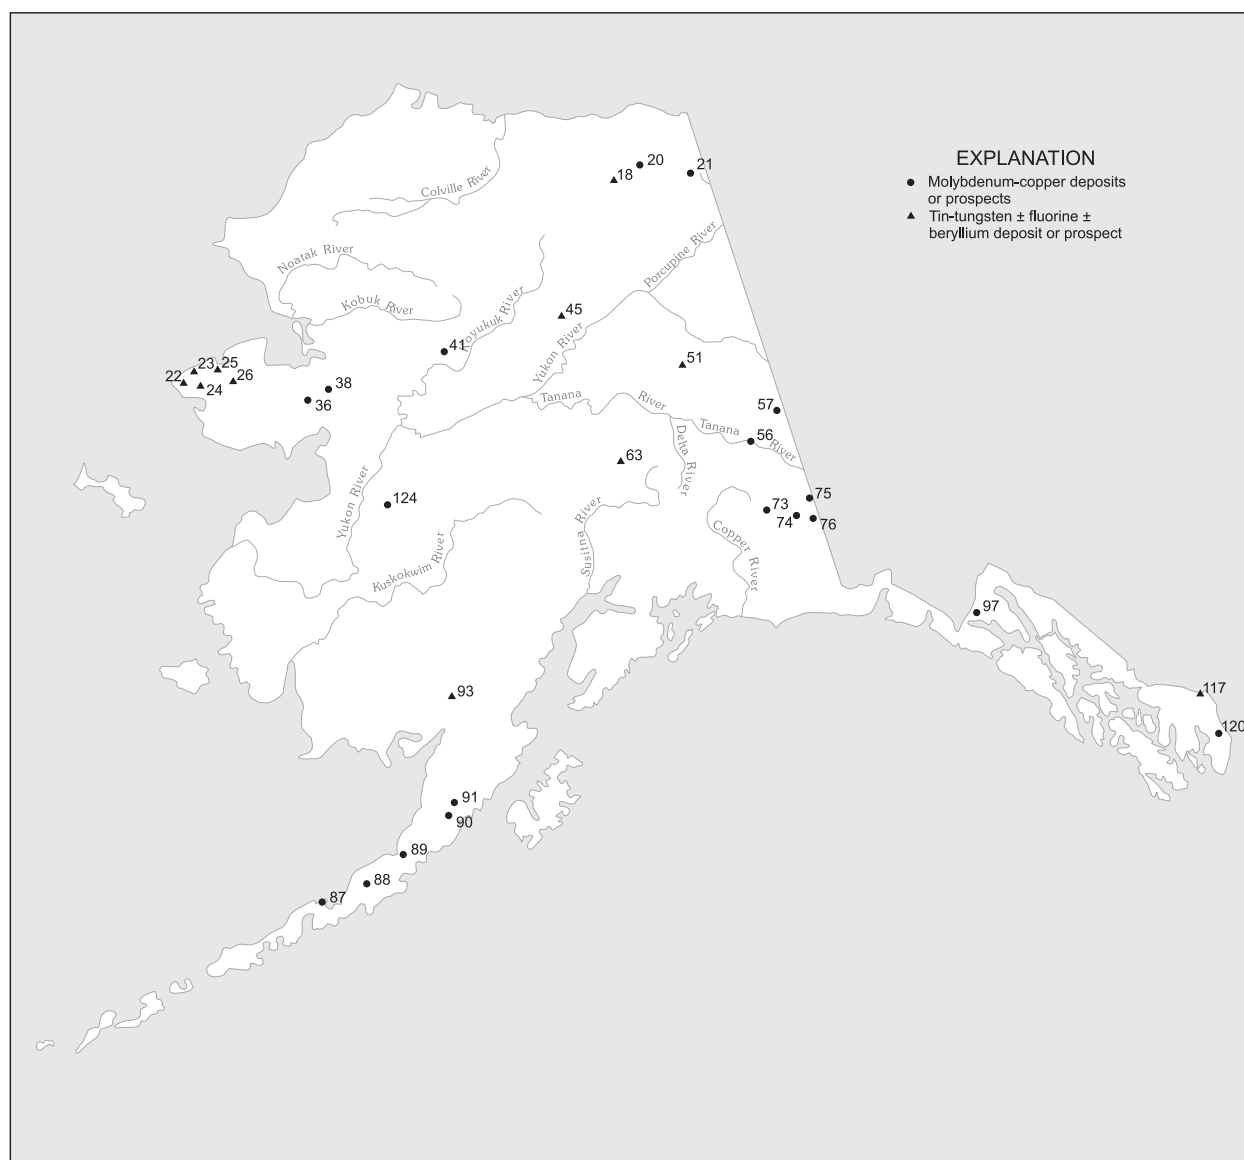 EXPLANATION
Molybdenum-copper deposits
or prospects
Tin-tungsten ± fluorine ±
beryllium deposit or prospect
20
21
18
Colville River
Noatak River
Porcupine River
Kobuk River
Koyukuk River
45
Yukon River
41
51
23
25
22
24
26
38
36
Tanana
River
57
Tanana
56
River
Delta River
63
Yukon River
124
75
73
74
76
River
Susitna
Copper River
Kuskokwim River
97
93
117
120
91
90
89
88
87